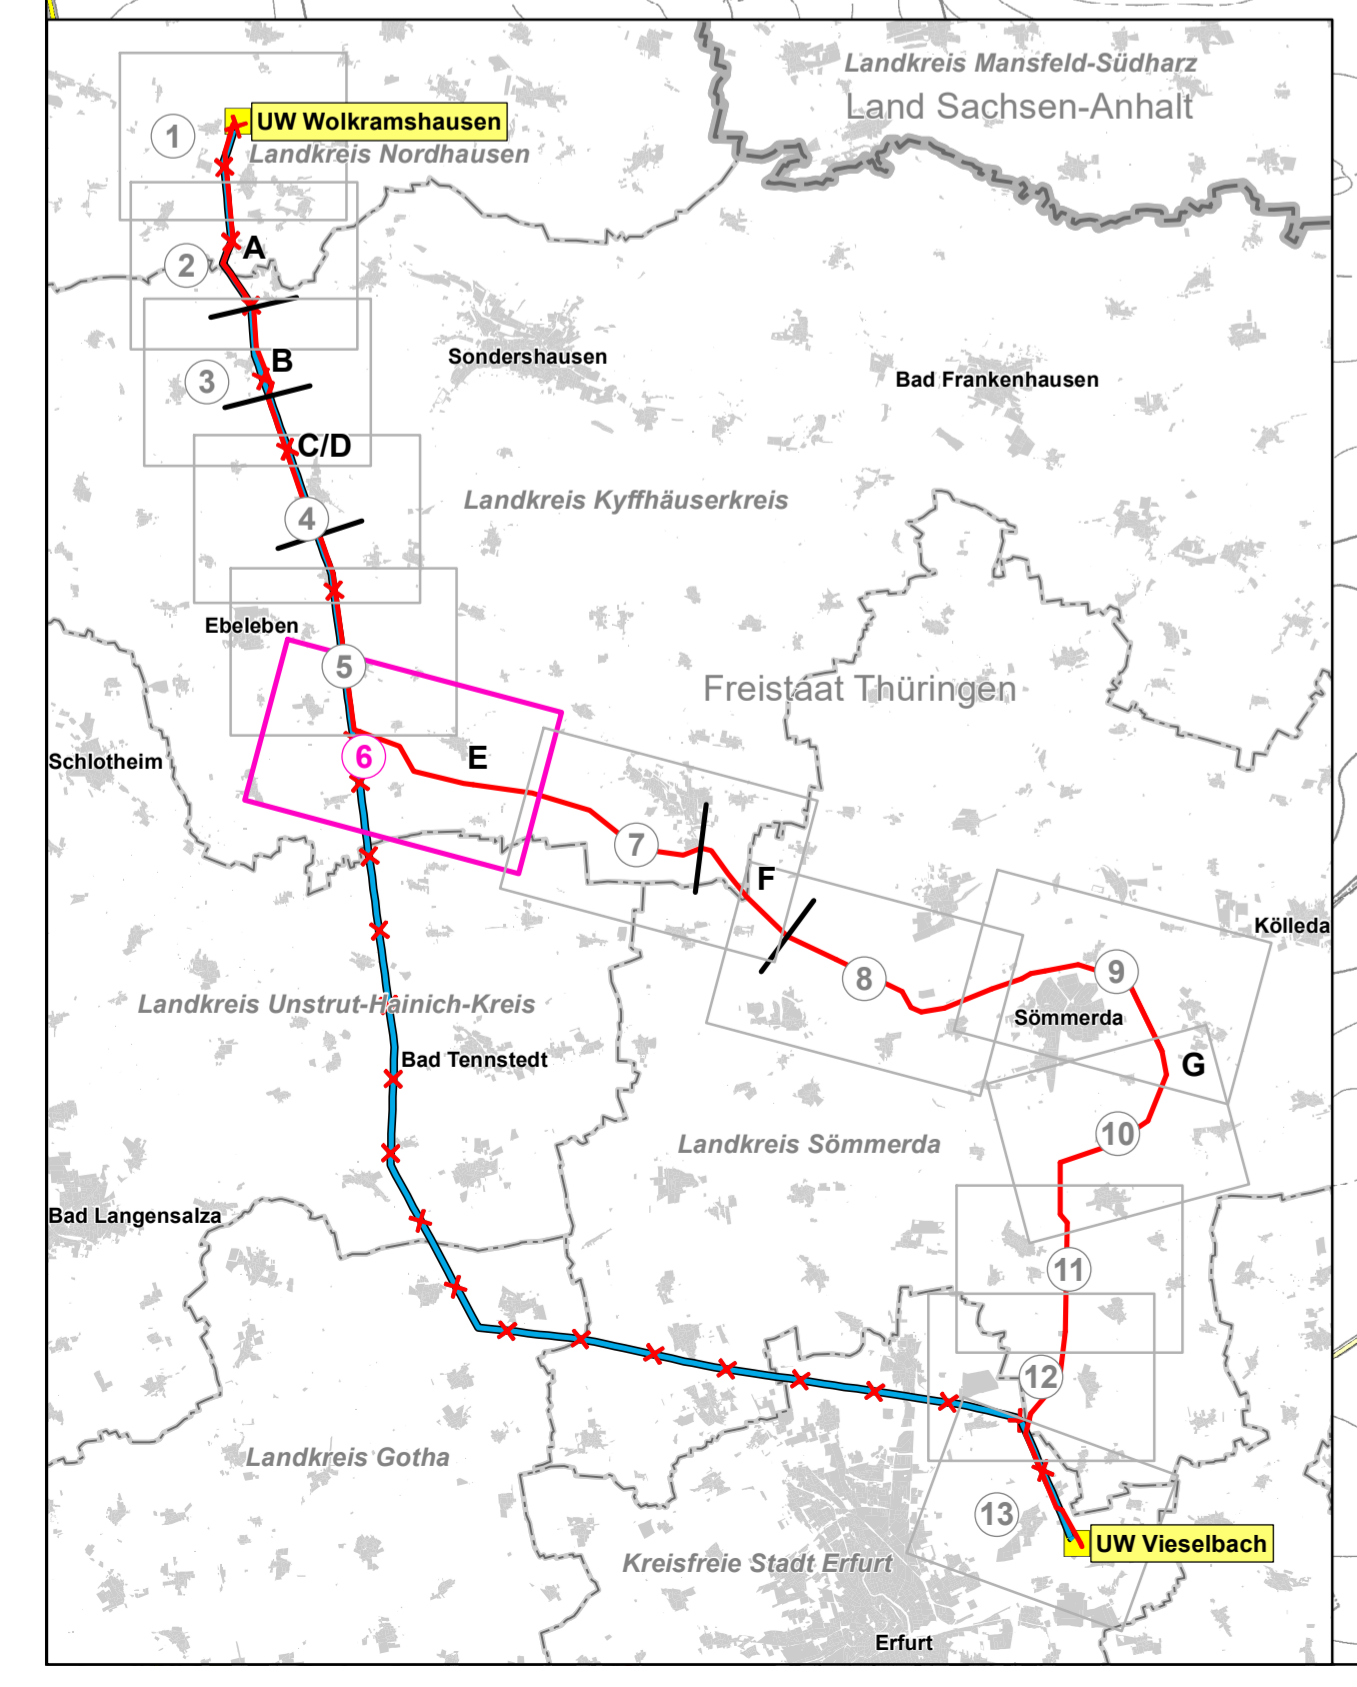 Landkreis Mansfeld-Südharz
Land Sachsen-Anhalt
UW Wolkramshausen
1
Landkreis Nordhausen
A
2
Sondershausen
B
3
Bad Frankenhausen
C/D
Landkreis Kyffhäuserkreis
4
Ebeleben
5
Freistaat Thüringen
Schlotheim
6
E
7
F
Kölleda
8
9
Landkreis Unstrut-Hainich-Kreis
Sömmerda
Bad Tennstedt
G
10
Landkreis Sömmerda
Bad Langensalza
11
12
Landkreis Gotha
13
UW Vieselbach
Kreisfreie Stadt Erfurt
Erfurt